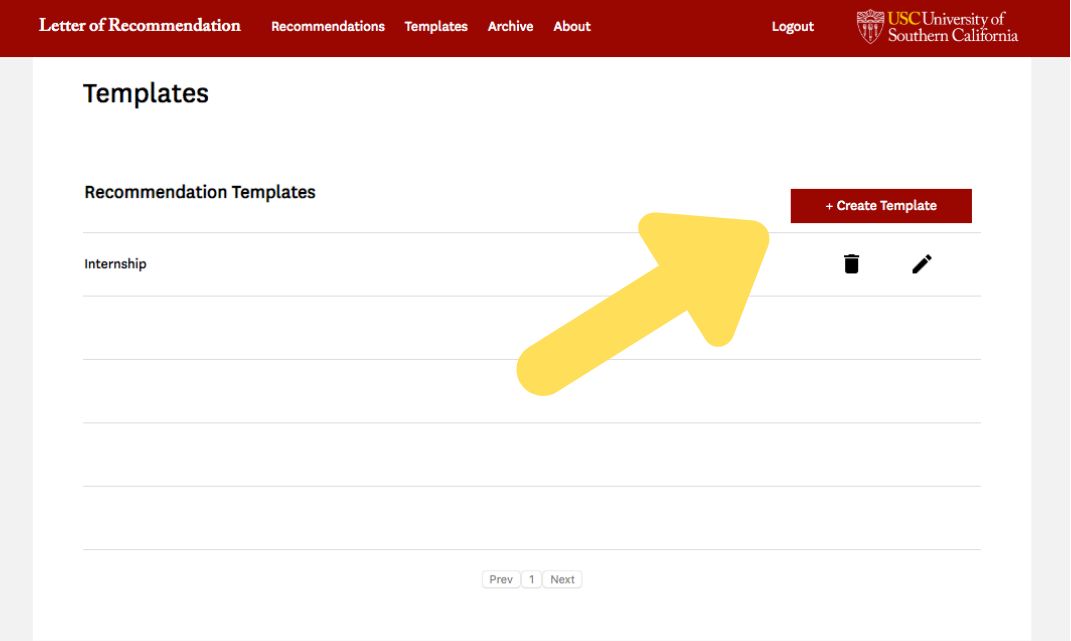 Letter of Recommendation Recommendations Templates Archive About Logout USC University of
Southern California
Templates
Recommendation Templates
+ Create Template
Internship
Prev 1 Next